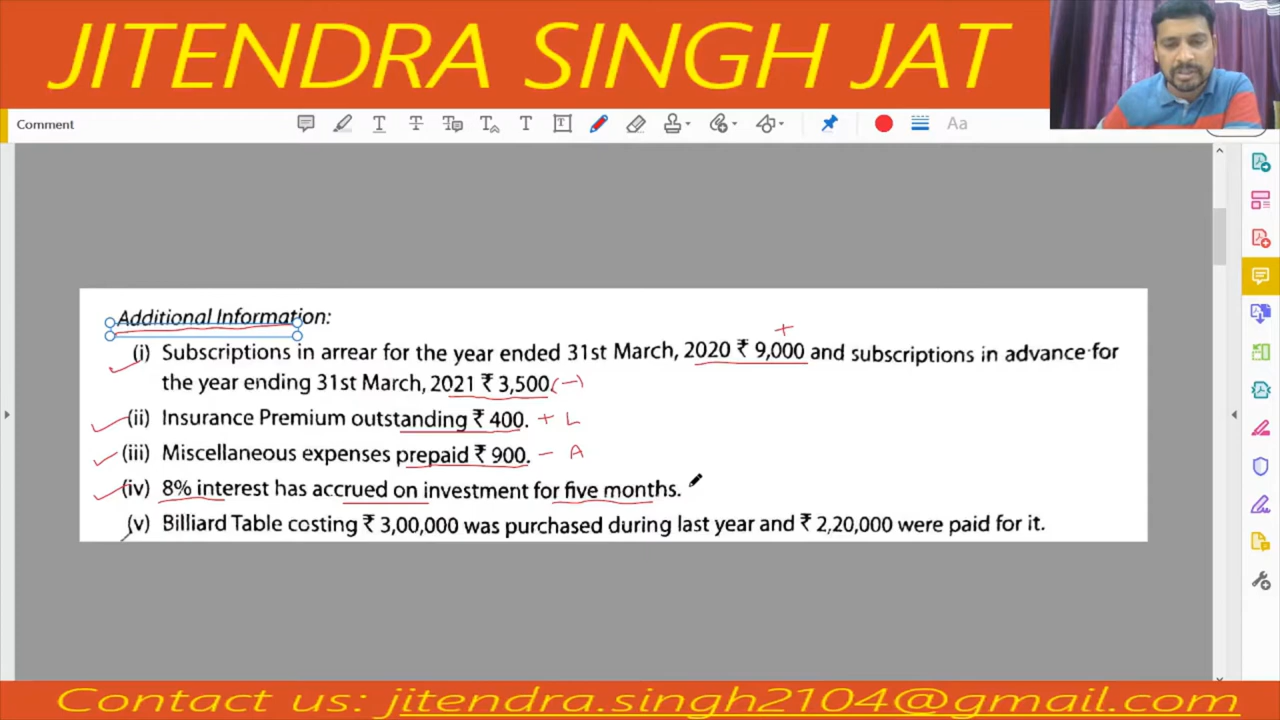 JITENDRA SINGH JAT
Comment
T T T T T T Aa
Additional Information:
+
(i) Subscriptions in arrear for the year ended 31st March, 2020 ₹ 9,000 and subscriptions in advance for
the year ending 31st March, 2021 ₹ 3,500 (-)
(ii) Insurance Premium outstanding ₹ 400. + L
(iii) Miscellaneous expenses prepaid ₹ 900. - A
(iv) 8% interest has accrued on investment for five months.
(v) Billiard Table costing ₹ 3,00,000 was purchased during last year and ₹ 2,20,000 were paid for it.
Contact us: jitendra.singh2104@gmail.com